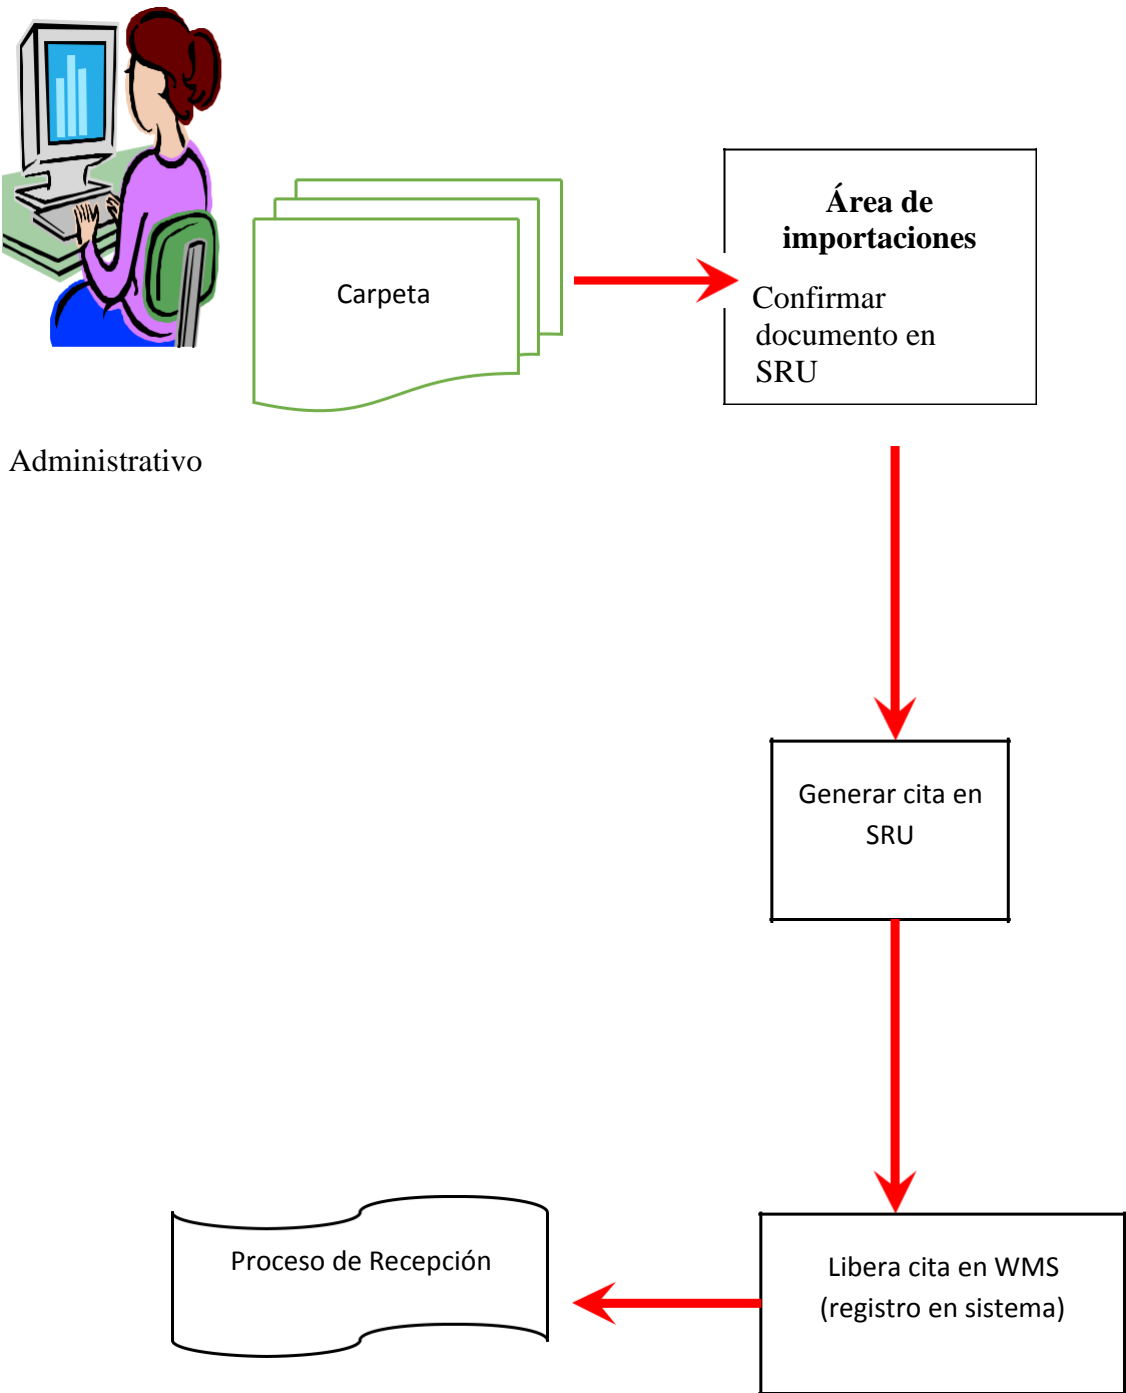 Carpeta
Área de
importaciones
Confirmar
documento en
SRU
Administrativo
Generar cita en
SRU
Proceso de Recepción
Libera cita en WMS
(registro en sistema)